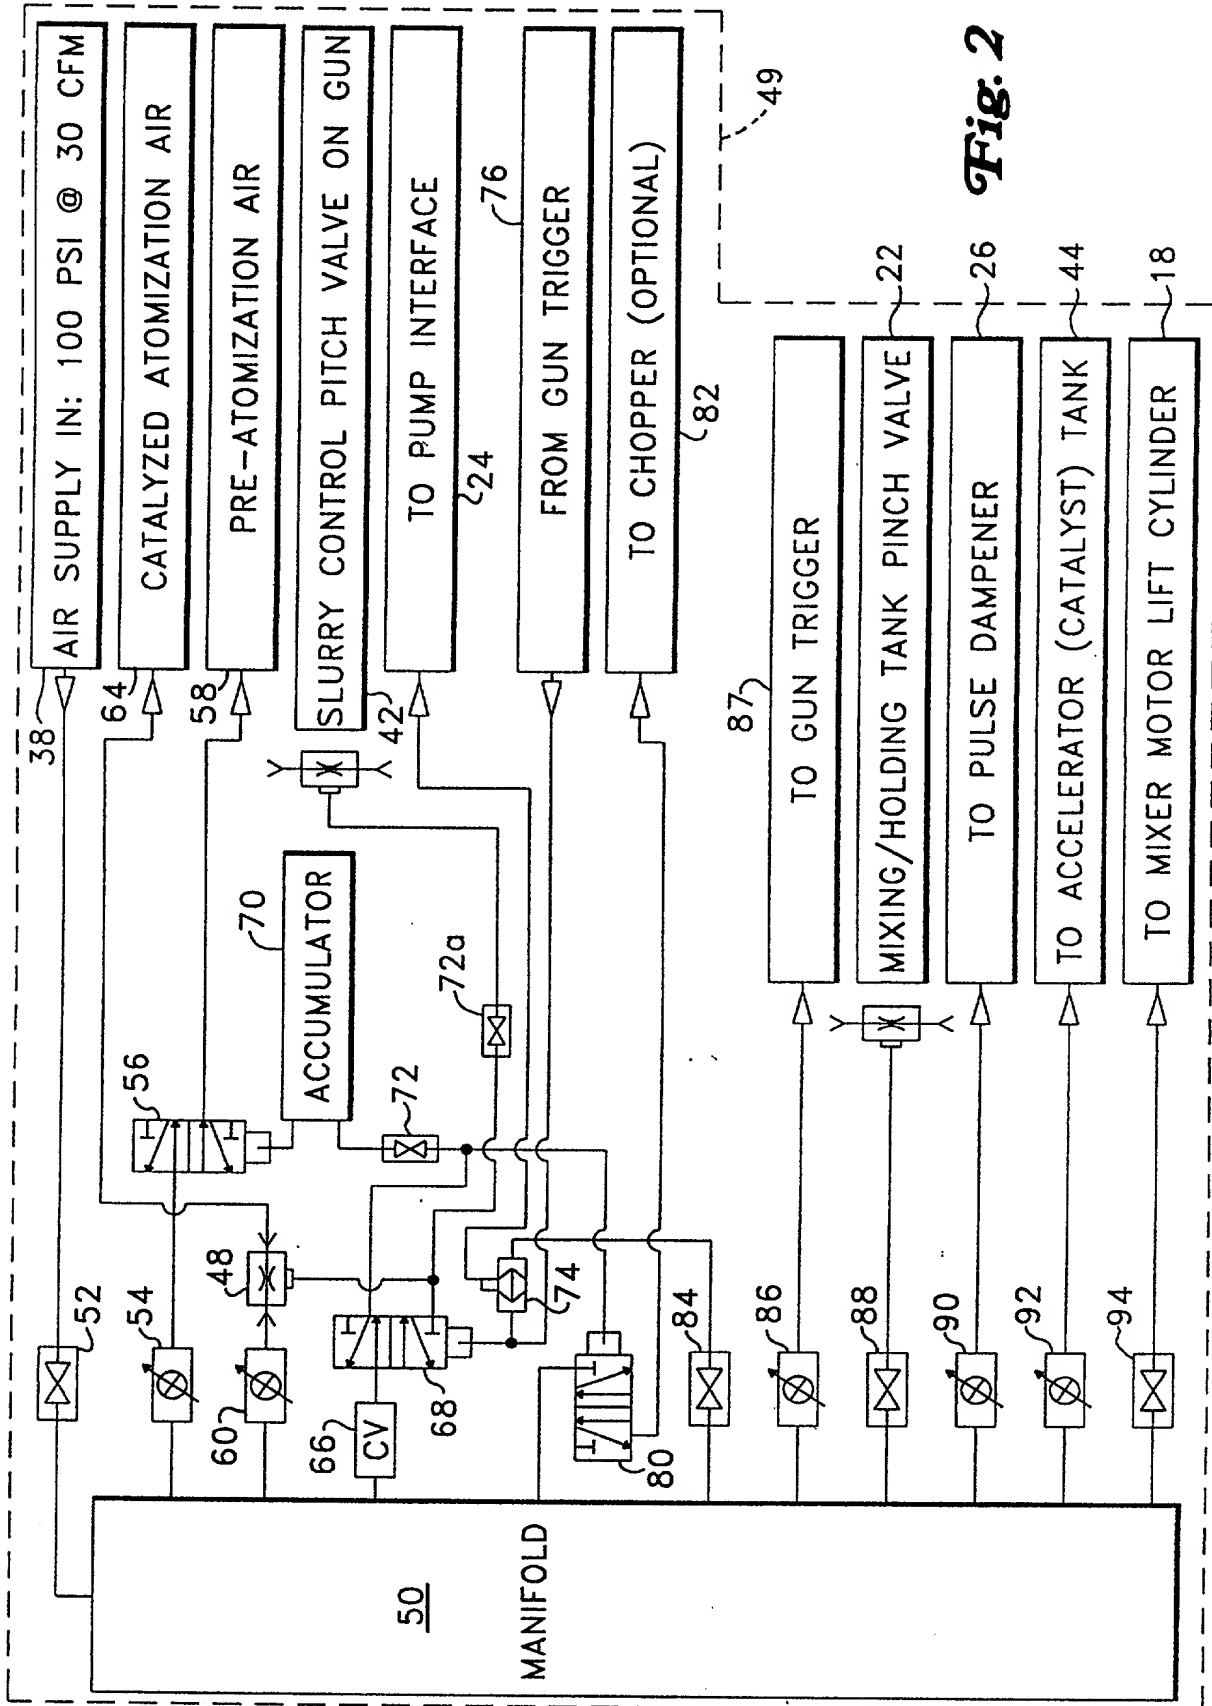 38
AIR SUPPLY IN: 100 PSI @ 30 CFM
64
CATALYZED ATOMIZATION AIR
58
PRE-ATOMIZATION AIR
SLURRY CONTROL PITCH VALVE ON GUN
42
TO PUMP INTERFACE
24
FROM GUN TRIGGER
76
TO CHOPPER (OPTIONAL)
82
49
Fig. 2
87
TO GUN TRIGGER
MIXING/HOLDING TANK PINCH VALVE
22
TO PULSE DAMPENER
26
TO ACCELERATOR (CATALYST) TANK
44
TO MIXER MOTOR LIFT CYLINDER
18
ACCUMULATOR
70
72a
72
56
52
54
48
60
66
CV
68
74
80
84
86
88
90
92
94
50
MANIFOLD